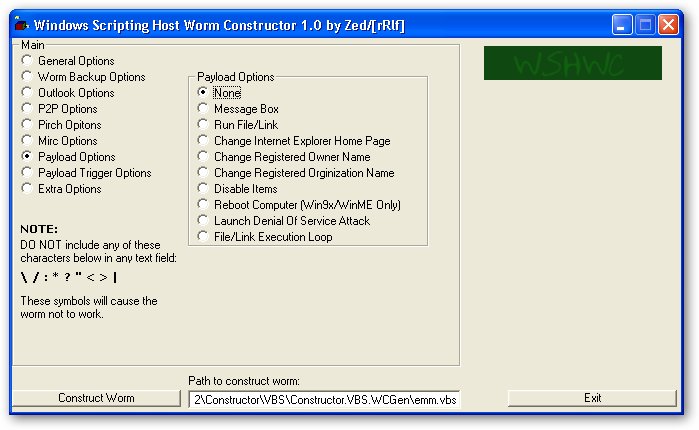 Windows Scripting Host Worm Constructor 1.0 by Zed/[rRlf]
Main
General Options
Worm Backup Options
Outlook Options
P2P Options
Pirch Opitons
Mirc Options
Payload Options
Payload Trigger Options
Extra Options
NOTE:
DO NOT include any of these
characters below in any text field:
\ / : * ? " < > |
These symbols will cause the
worm not to work.
Payload Options
None
Message Box
Run File/Link
Change Internet Explorer Home Page
Change Registered Owner Name
Change Registered Orginization Name
Disable Items
Reboot Computer (Win9x/WinME Only)
Launch Denial Of Service Attack
File/Link Execution Loop
WSHWC
Path to construct worm:
Construct Worm
2\Constructor\VBS\Constructor.VBS.WCGen\emm.vbs
Exit